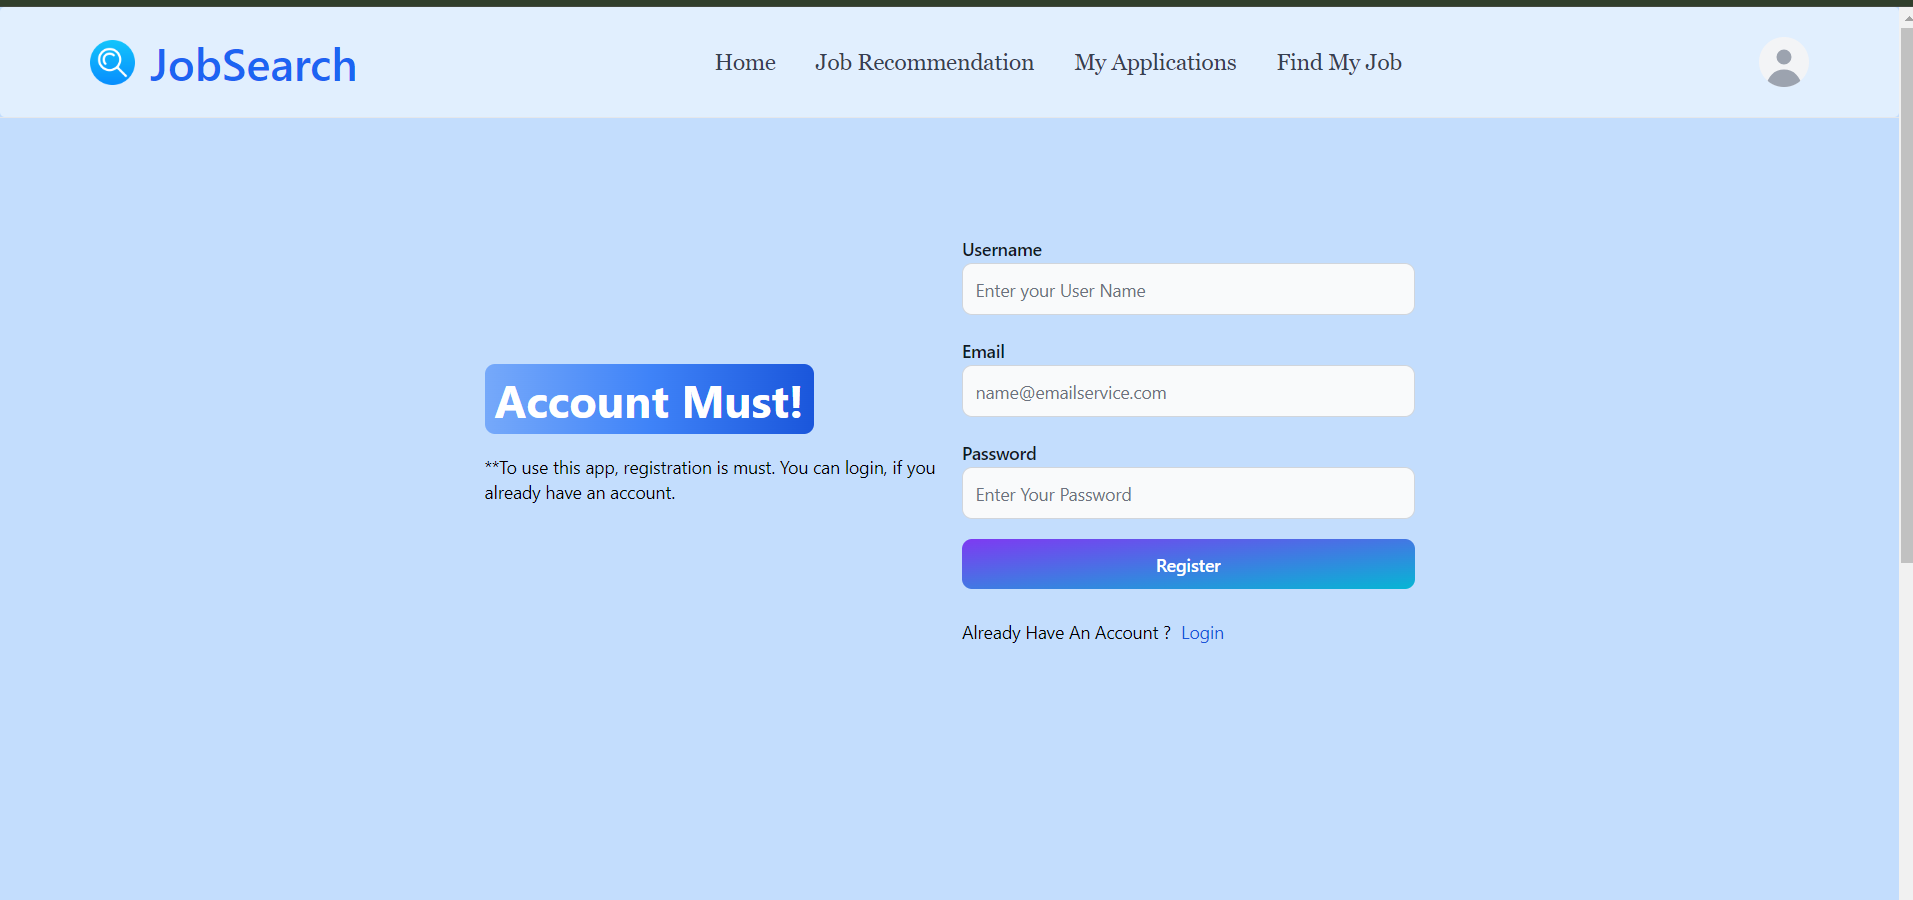 JobSearch
Home
Job Recommendation
My Applications
Find My Job
Account Must!
**To use this app, registration is must. You can login, if you
already have an account.
Username
Enter your User Name
Email
name@emailservice.com
Password
Enter Your Password
Register
Already Have An Account ? Login